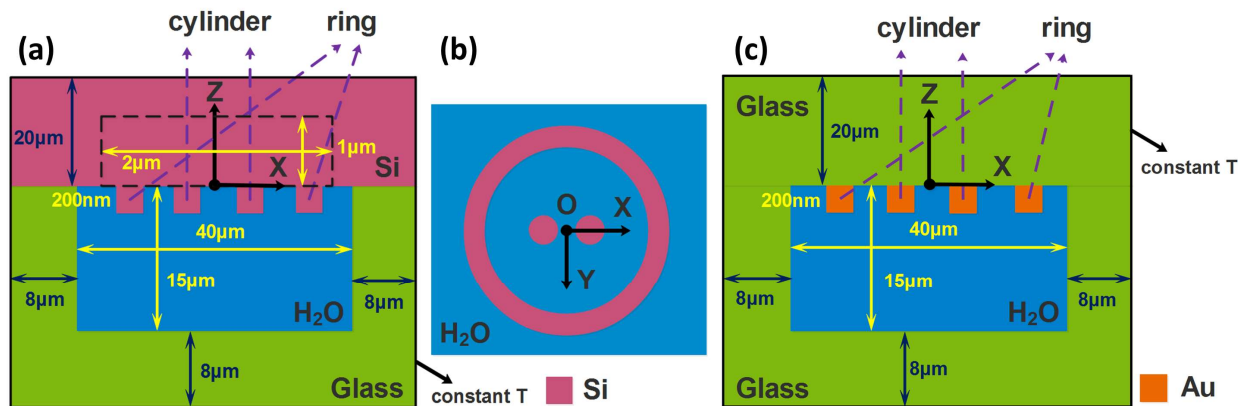 (a)
cylinder
ring
Z
20μm
2μm
1μm
X
Si
200nm
40μm
15μm
8μm
8μm
H₂O
8μm
Glass
constant T
(b)
O
X
Y
H₂O
Si
(c)
cylinder
ring
Glass
Z
20μm
X
constant T
200nm
40μm
15μm
8μm
8μm
H₂O
8μm
Glass
Au